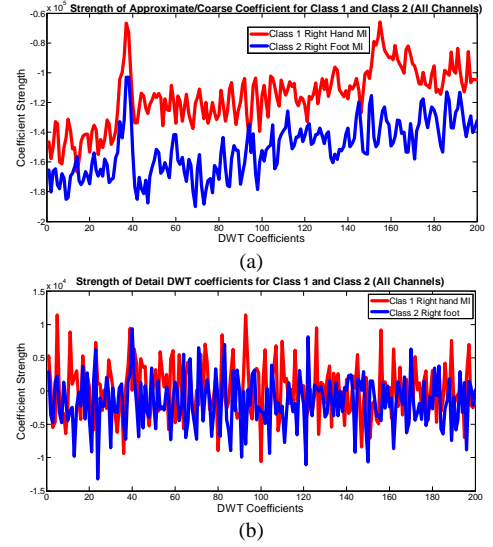 Strength of Approximate/Coarse Coefficient for Class 1 and Class 2 (All Channels)
x 10^5
-0.6
-0.8
-1
-1.2
-1.4
-1.6
-1.8
-2
Coefficient Strength
Class 1 Right Hand MI
Class 2 Right Foot MI
0 20 40 60 80 100 120 140 160 180 200
DWT Coefficients
(a)
Strength of Detail DWT coefficients for Class 1 and Class 2 (All Channels)
x 10^4
1.5
1
0.5
0
-0.5
-1
-1.5
Coefficient Strength
Clas 1 Right hand MI
Class 2 Right foot
0 20 40 60 80 100 120 140 160 180 200
DWT Coefficients
(b)